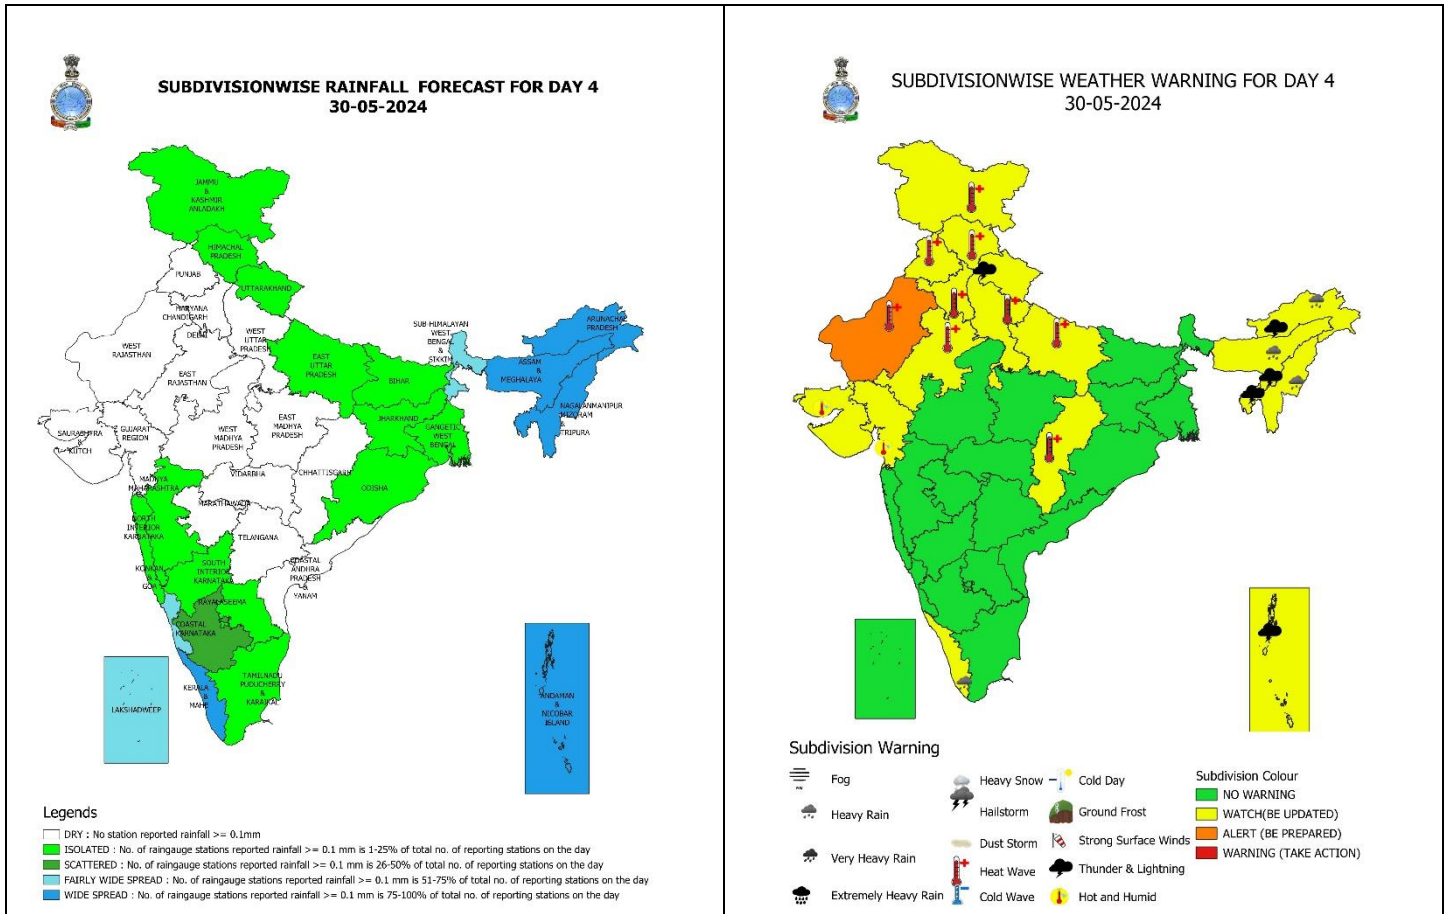 SUBDIVISIONWISE RAINFALL FORECAST FOR DAY 4
30-05-2024
JAMMU
&
KASHMIR
ANLADAKH
HIMACHAL
PRADESH
PUNJAB
UTTARAKHAND
HARYANA
CHANDIGARH
DELHI
WEST
UTTAR
PRADESH
WEST
RAJASTHAN
EAST
RAJASTHAN
EAST
UTTAR
PRADESH
BIHAR
SUB-HIMALAYAN
WEST
BENGAL
&
SIKKIM
ARUNACHAL
PRADESH
ASSAM
&
MEGHALAYA
NAGALANMANIPUR
MIZORAM
&
TRIPURA
SAURASHTRA
&
KUTCH
GUJARAT
REGION
WEST
MADHYA
PRADESH
EAST
MADHYA
PRADESH
JHARKHAND
GANGETIC
WEST
BENGAL
CHHATTISGARH
ODISHA
VIDARBHA
MADHYA
MAHARASHTRA
MARATHAWADA
NORTH
INTERIOR
KARNATAKA
TELANGANA
KONKAN
&
GOA
SOUTH
INTERIOR
KARNATAKA
COASTAL
ANDHRA
PRADESH
&
YANAM
RAYALASEEMA
COASTAL
KARNATAKA
KERALA
&
MAHE
TAMILNADU
PUDUCHERRY
&
KARAIKAL
LAKSHADWEEP
ANDAMAN
&
NICOBAR
ISLAND
Legends
DRY : No station reported rainfall >= 0.1mm
ISOLATED : No. of raingauge stations reported rainfall >= 0.1 mm is 1-25% of total no. of reporting stations on the day
SCATTERED : No. of raingauge stations reported rainfall >= 0.1 mm is 26-50% of total no. of reporting stations on the day
FAIRLY WIDE SPREAD : No. of raingauge stations reported rainfall >= 0.1 mm is 51-75% of total no. of reporting stations on the day
WIDE SPREAD : No. of raingauge stations reported rainfall >= 0.1 mm is 75-100% of total no. of reporting stations on the day
SUBDIVISIONWISE WEATHER WARNING FOR DAY 4
30-05-2024
Subdivision Warning
Fog
Heavy Rain
Very Heavy Rain
Extremely Heavy Rain
Heavy Snow
Hailstorm
Dust Storm
Heat Wave
Cold Wave
Cold Day
Ground Frost
Strong Surface Winds
Thunder & Lightning
Hot and Humid
Subdivision Colour
NO WARNING
WATCH(BE UPDATED)
ALERT (BE PREPARED)
WARNING (TAKE ACTION)